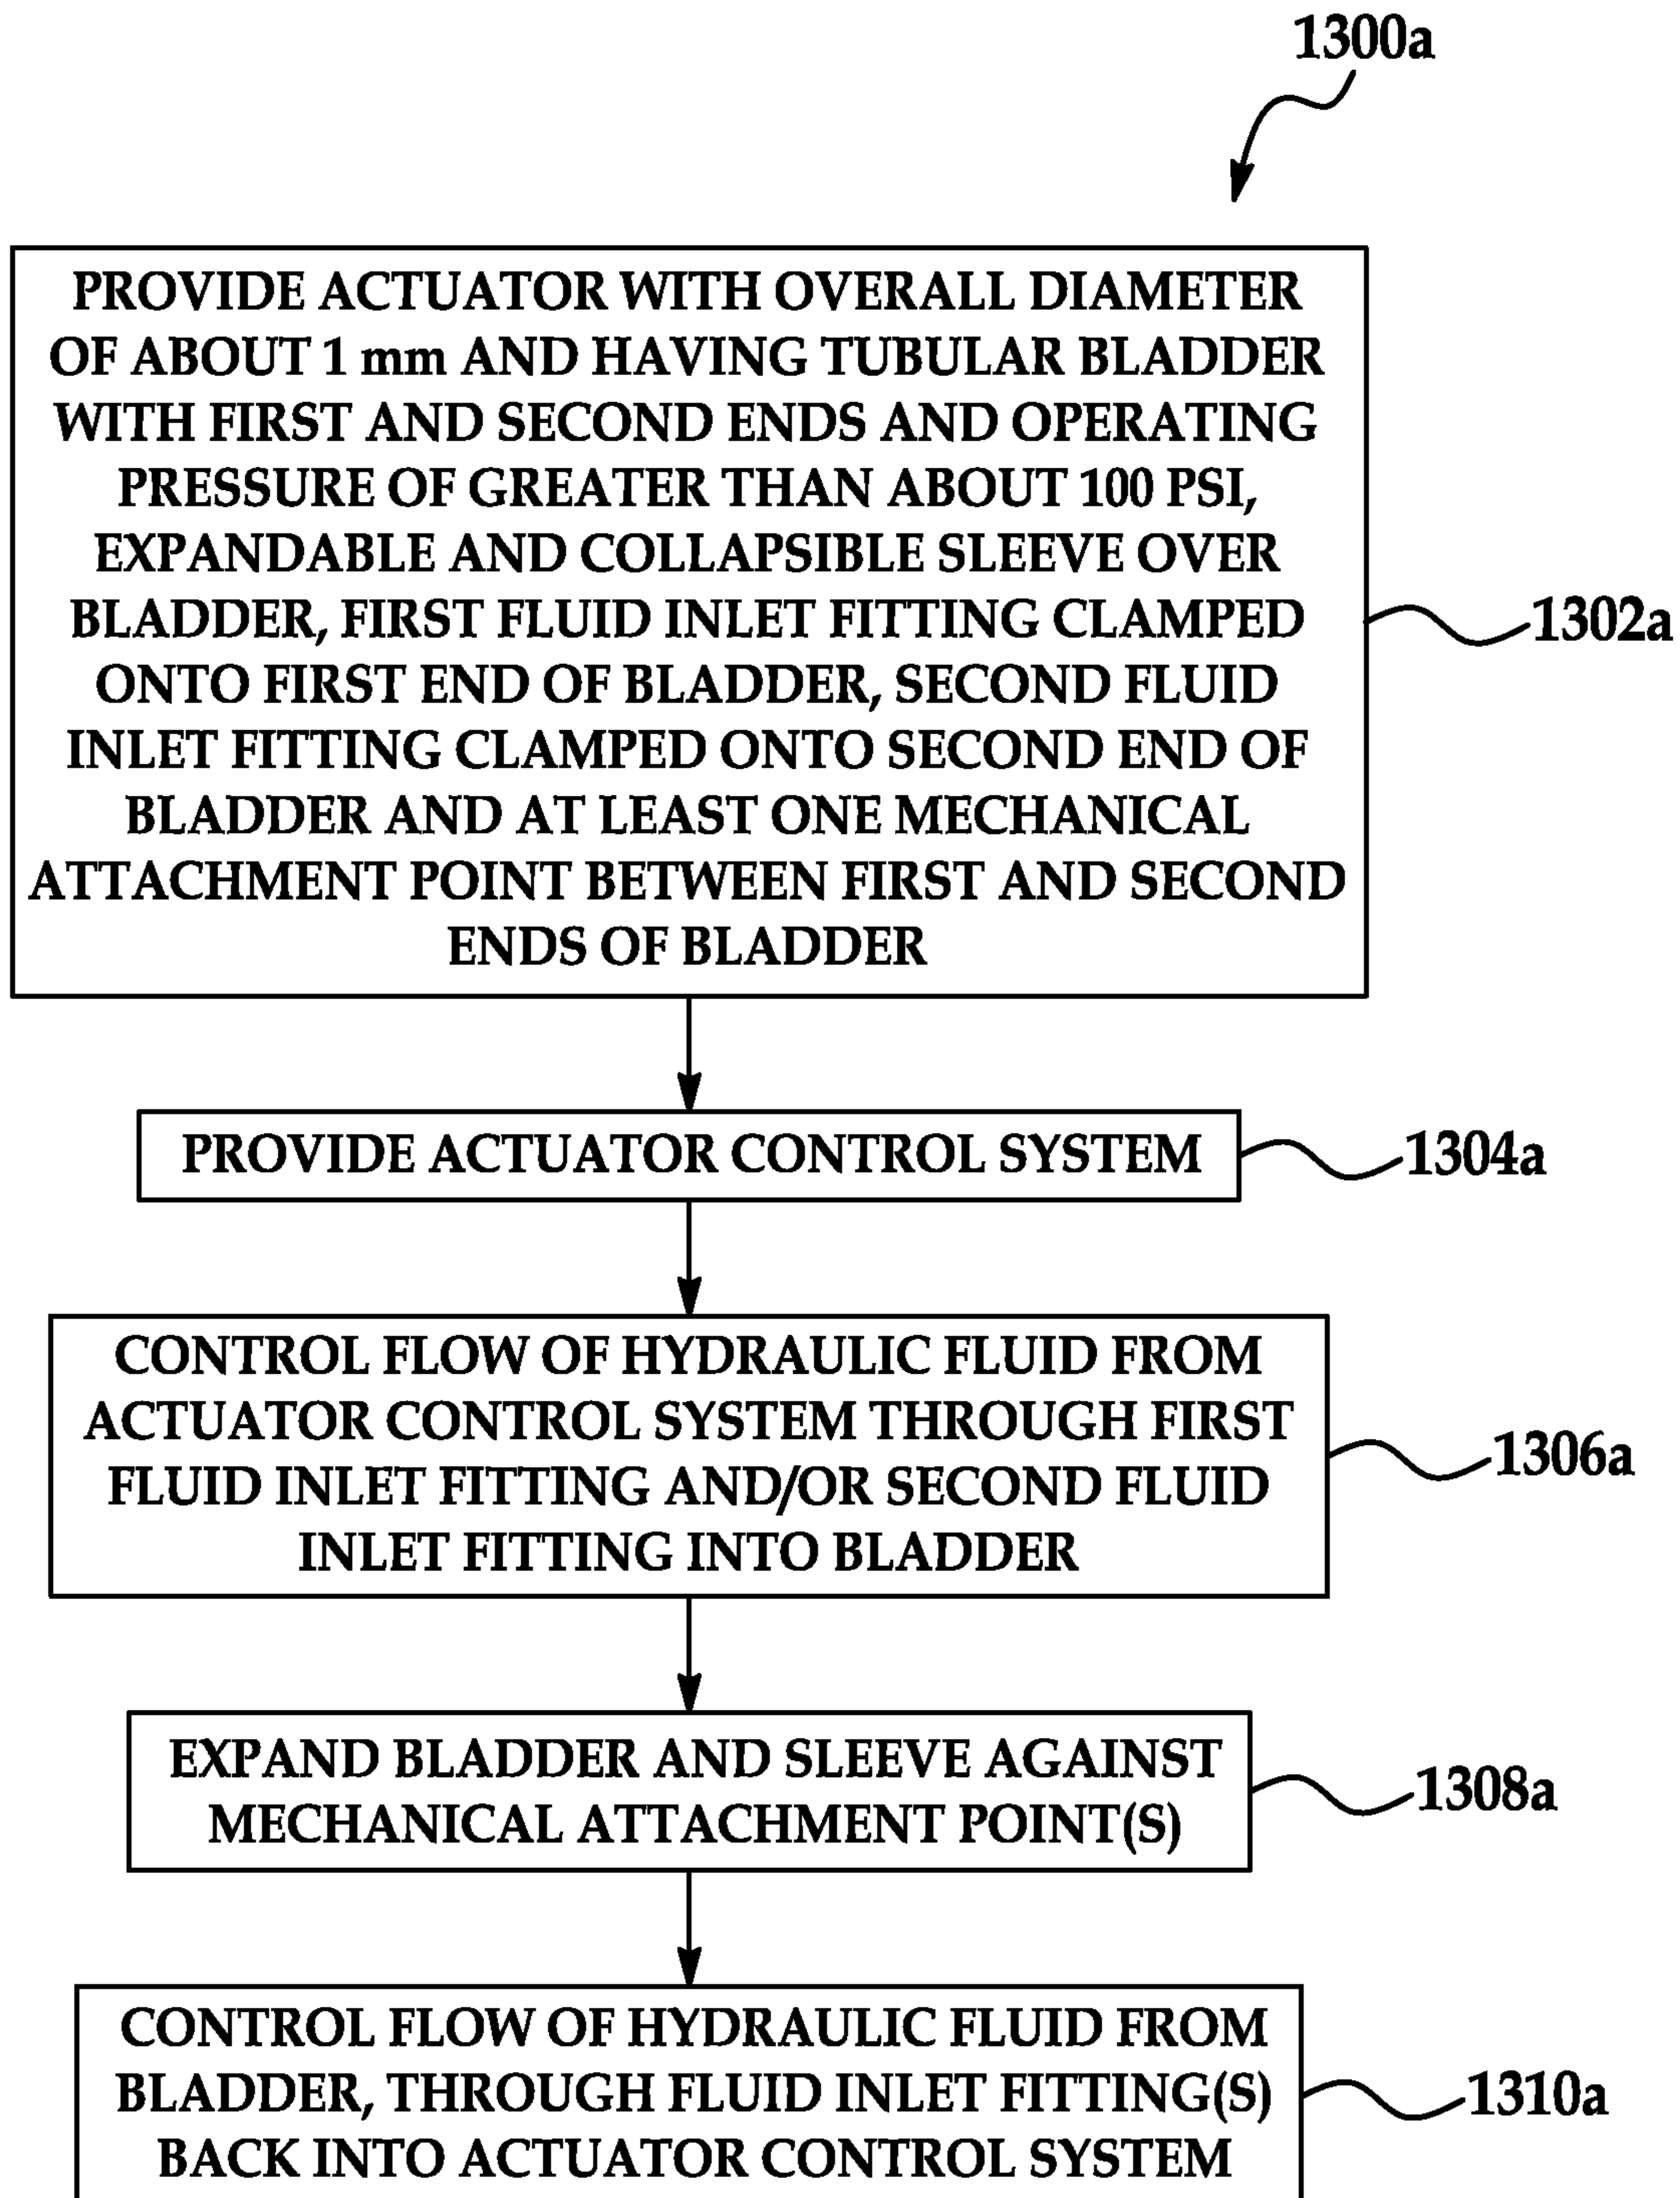 1300a
PROVIDE ACTUATOR WITH OVERALL DIAMETER
OF ABOUT 1 mm AND HAVING TUBULAR BLADDER
WITH FIRST AND SECOND ENDS AND OPERATING
PRESSURE OF GREATER THAN ABOUT 100 PSI,
EXPANDABLE AND COLLAPSIBLE SLEEVE OVER
BLADDER, FIRST FLUID INLET FITTING CLAMPED
ONTO FIRST END OF BLADDER, SECOND FLUID
INLET FITTING CLAMPED ONTO SECOND END OF
BLADDER AND AT LEAST ONE MECHANICAL
ATTACHMENT POINT BETWEEN FIRST AND SECOND
ENDS OF BLADDER
1302a
PROVIDE ACTUATOR CONTROL SYSTEM
1304a
CONTROL FLOW OF HYDRAULIC FLUID FROM
ACTUATOR CONTROL SYSTEM THROUGH FIRST
FLUID INLET FITTING AND/OR SECOND FLUID
INLET FITTING INTO BLADDER
1306a
EXPAND BLADDER AND SLEEVE AGAINST
MECHANICAL ATTACHMENT POINT(S)
1308a
CONTROL FLOW OF HYDRAULIC FLUID FROM
BLADDER, THROUGH FLUID INLET FITTING(S)
BACK INTO ACTUATOR CONTROL SYSTEM
1310a